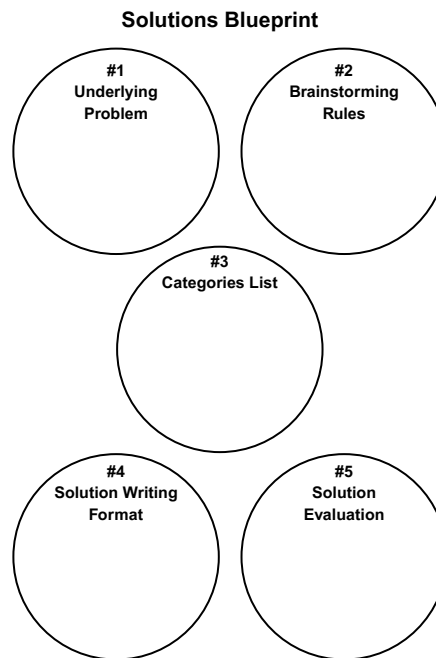 Solutions Blueprint
#1
Underlying
Problem
#2
Brainstorming
Rules
#3
Categories List
#4
Solution Writing
Format
#5
Solution
Evaluation